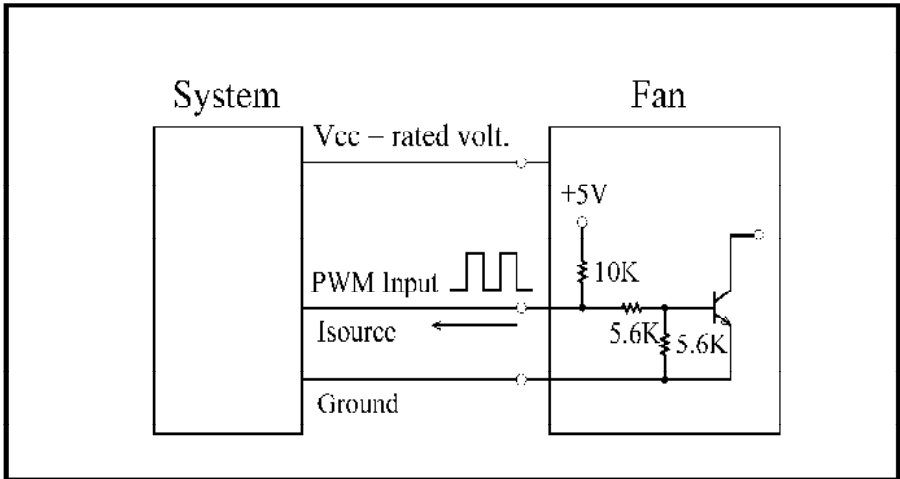 System
Fan
Vcc – rated volt.
+5V
10K
PWM Input
Isource
5.6K
5.6K
Ground